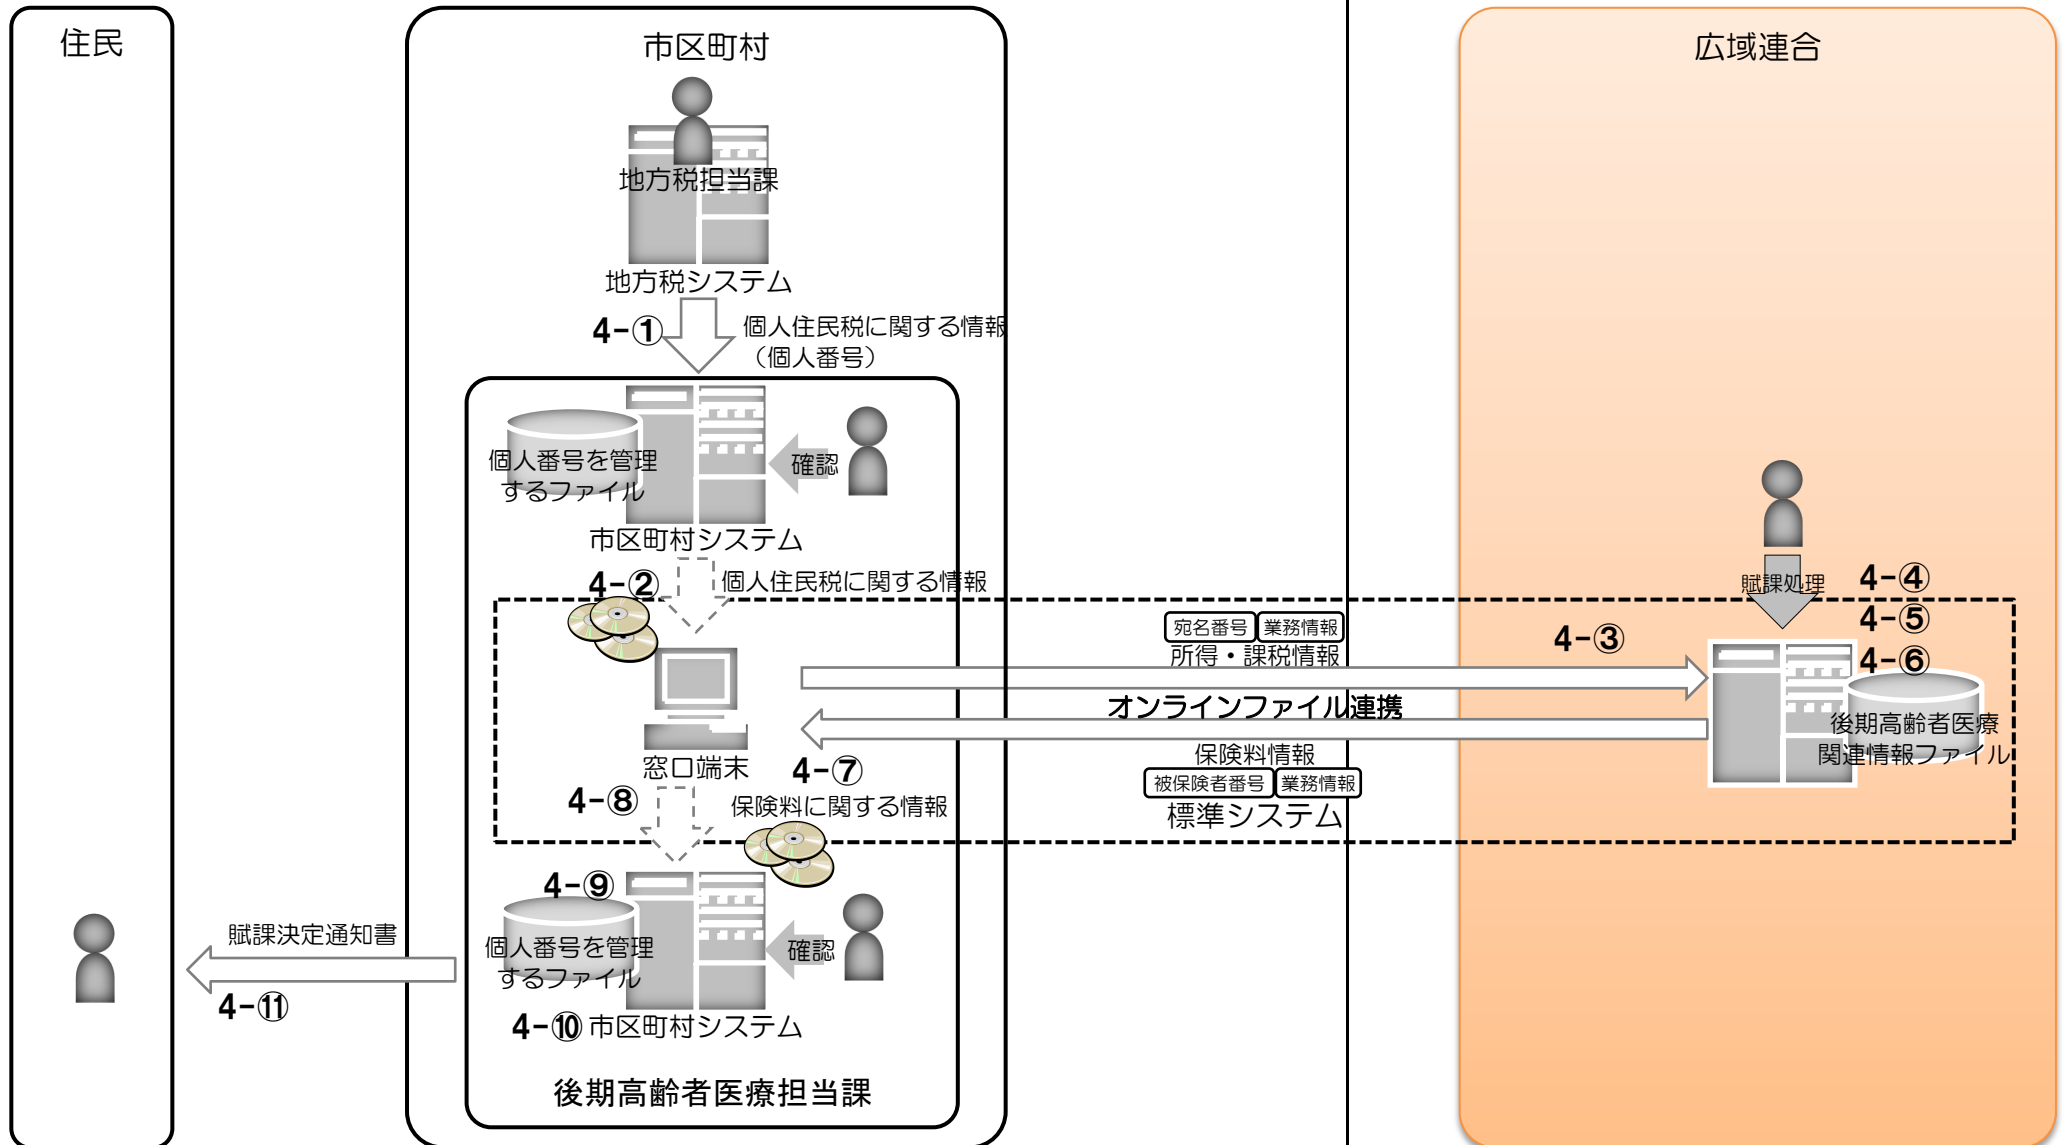 住民
市区町村
広域連合
地方税担当課
地方税システム
4-①
個人住民税に関する情報
（個人番号）
個人番号を管理
するファイル
確認
市区町村システム
4-②
個人住民税に関する情報
賦課処理
4-④
4-⑤
4-⑥
宛名番号 業務情報
所得・課税情報
4-③
オンラインファイル連携
後期高齢者医療
関連情報ファイル
保険料情報
被保険者番号 業務情報
標準システム
窓口端末
4-⑦
4-⑧
保険料に関する情報
4-⑨
個人番号を管理
するファイル
確認
賦課決定通知書
4-⑪
4-⑩ 市区町村システム
後期高齢者医療担当課